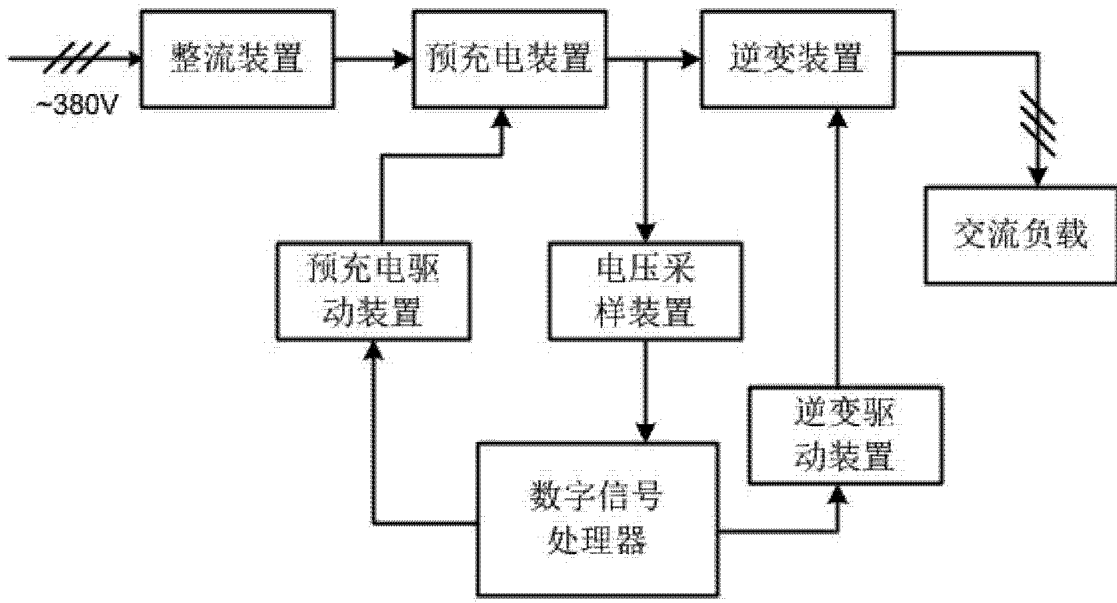 整流装置
预充电装置
逆变装置
~380V
交流负载
预充电驱
动装置
电压采
样装置
逆变驱
动装置
数字信号
处理器